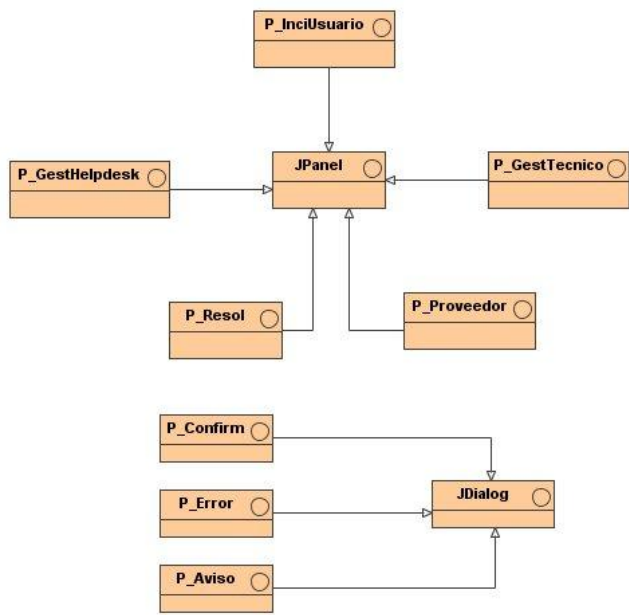 P_InciUsuario
P_GestHelpdesk
JPanel
P_GestTecnico
P_Resol
P_Proveedor
P_Confirm
P_Error
JDialog
P_Aviso